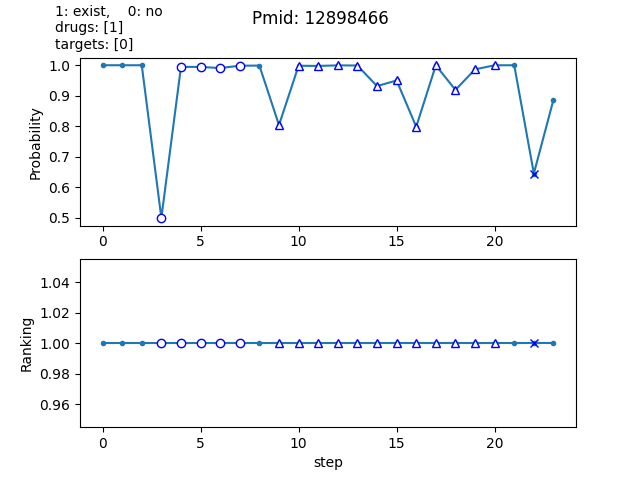 1: exist,    0: no
drugs: [1]
targets: [0]
Pmid: 12898466
Probability
1.0
0.9
0.8
0.7
0.6
0.5
0 5 10 15 20
Ranking
1.04
1.02
1.00
0.98
0.96
0 5 10 15 20
step